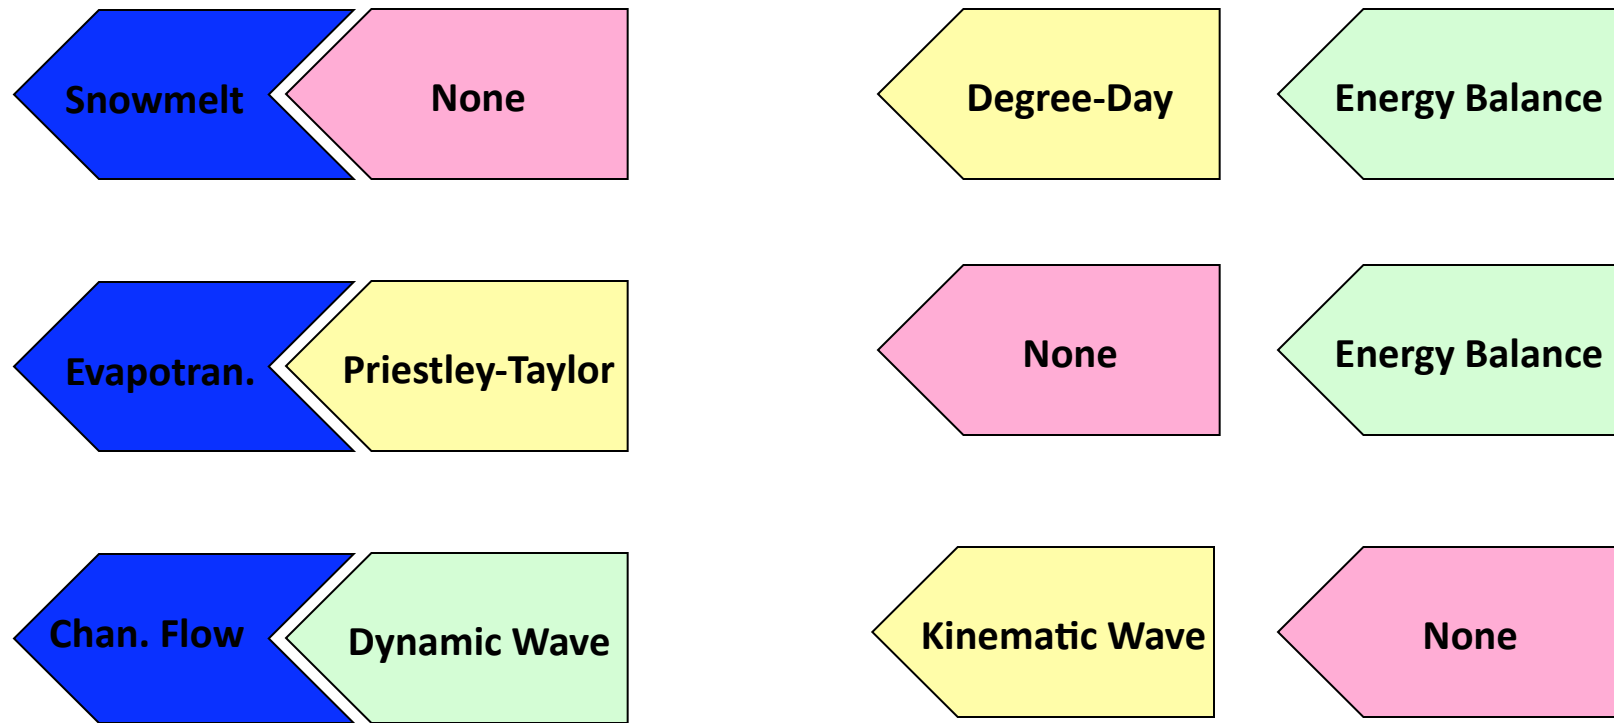 Snowmelt
None
Degree-Day
Energy Balance
Evapotran.
Priestley-Taylor
None
Energy Balance
Chan. Flow
Dynamic Wave
Kinematic Wave
None